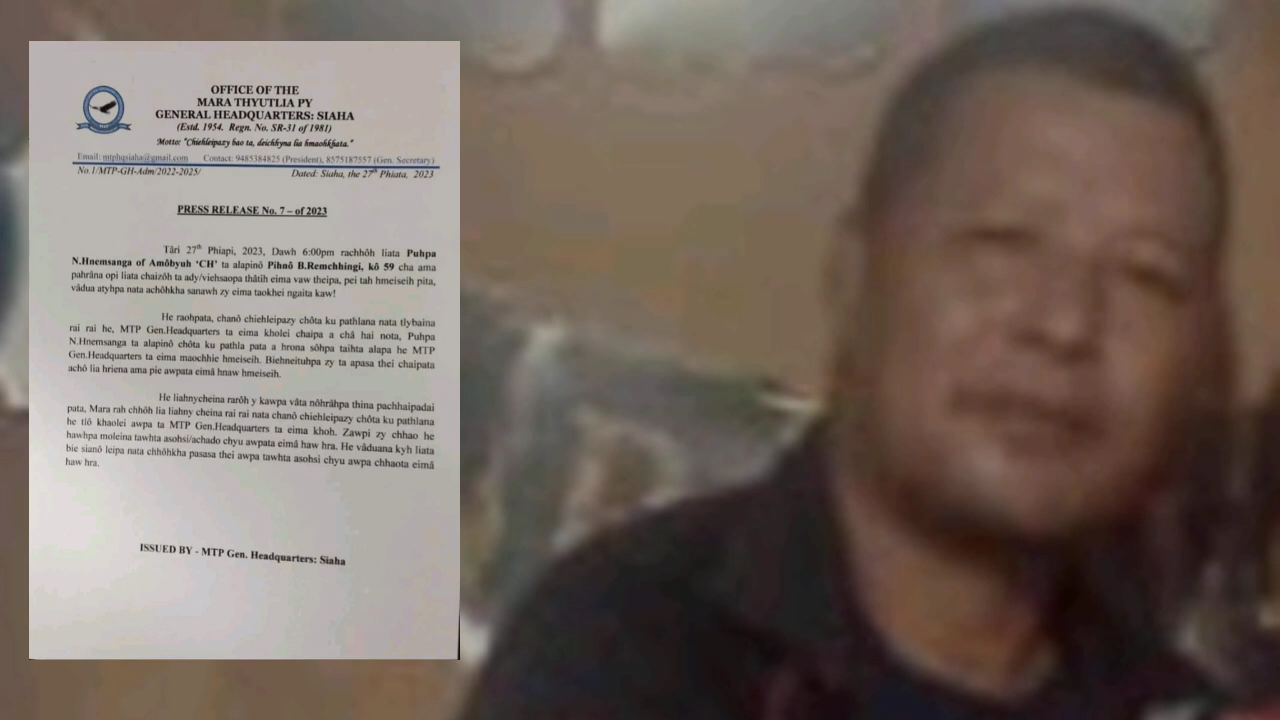 OFFICE OF THE
MARA THYUTLIA PY
GENERAL HEADQUARTERS: SIAHA
(Estd. 1954. Regn. No. SR-31 of 1981)
Motto: "Chiehleipazy bao ta, deichhyna lia hmaohkhata."
Email: mtphqsiaha@gmail.com Contact: 9485384825 (President), 8575187557 (Gen. Secretary)
No.1/MTP-GH-Adm/2022-2025/ Dated: Siaha, the 27th Phiata, 2023
PRESS RELEASE No. 7 – of 2023
Târi 27th Phiapi, 2023, Dawh 6:00pm rachhôh liata Puhpa
N.Hnemsanga of Amôbyuh 'CH' ta alapinô Pihnô B.Remchhingi, kô 59 cha ama
pahrâna opi liata chaizôh ta ady/viehsaopa thâtih eima vaw theipa, pei tah hmeiseih pita,
vâdua atyhpa nata achôhkha sanawh zy eima taokhei ngaita kaw!
He raohpata, chanô chiehleipazy chôta ku pathlana nata tlybaina
rai rai he, MTP Gen.Headquarters ta eima kholei chaipa a châ hai nota, Puhpa
N.Hnemsanga ta alapinô chôta ku pathla pata a hrona sôhpa taihta alapa he MTP
Gen.Headquarters ta eima maochhie hmeiseih. Biehneituhpa zy ta apasa thei chaipata
achô lia hriena ama pie awpata eimâ hnaw hmeiseih.
He liahnycheina rarôh y kawpa vâta nôhrâhpa thina pachhaipadai
pata, Mara rah chhôh lia liahny cheina rai rai nata chanô chiehleipazy chôta ku pathlana
he tlô khaolei awpa ta MTP Gen.Headquarters ta eima khoh. Zawpi zy chhao he
hawhpa moleina tawhta asohsi/achado chyu awpata eimâ haw hra. He vâduana kyh liata
bie sianô leipa nata chhôhkha pasasa thei awpa tawhta asohsi chyu awpa chhaota eimâ
haw hra.
ISSUED BY - MTP Gen. Headquarters: Siaha